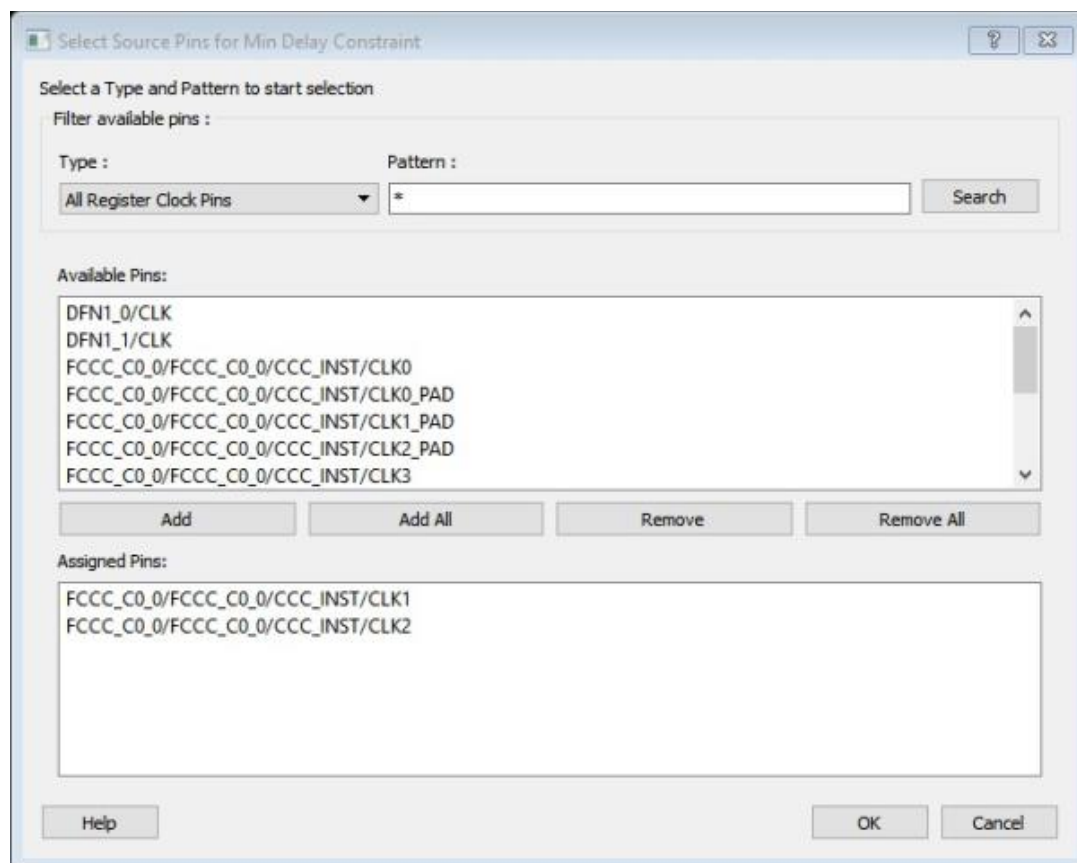 Select Source Pins for Min Delay Constraint
Select a Type and Pattern to start selection
Filter available pins :
Type : Pattern :
All Register Clock Pins * Search
Available Pins:
DFN1_0/CLK
DFN1_1/CLK
FCCC_C0_0/FCCC_C0_0/CCC_INST/CLK0
FCCC_C0_0/FCCC_C0_0/CCC_INST/CLK0_PAD
FCCC_C0_0/FCCC_C0_0/CCC_INST/CLK1_PAD
FCCC_C0_0/FCCC_C0_0/CCC_INST/CLK2_PAD
FCCC_C0_0/FCCC_C0_0/CCC_INST/CLK3
Add Add All Remove Remove All
Assigned Pins:
FCCC_C0_0/FCCC_C0_0/CCC_INST/CLK1
FCCC_C0_0/FCCC_C0_0/CCC_INST/CLK2
Help OK Cancel